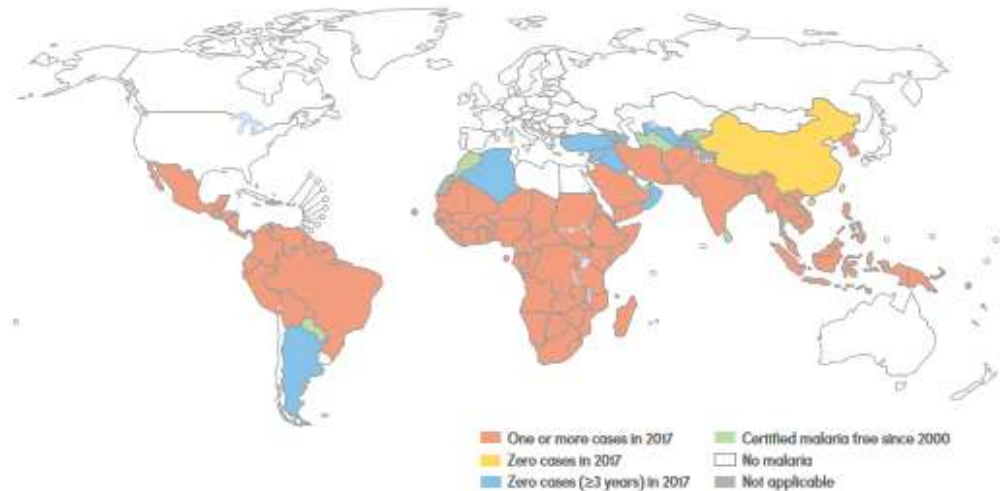 One or more cases in 2017
Zero cases in 2017
Zero cases (≥3 years) in 2017
Certified malaria free since 2000
No malaria
Not applicable